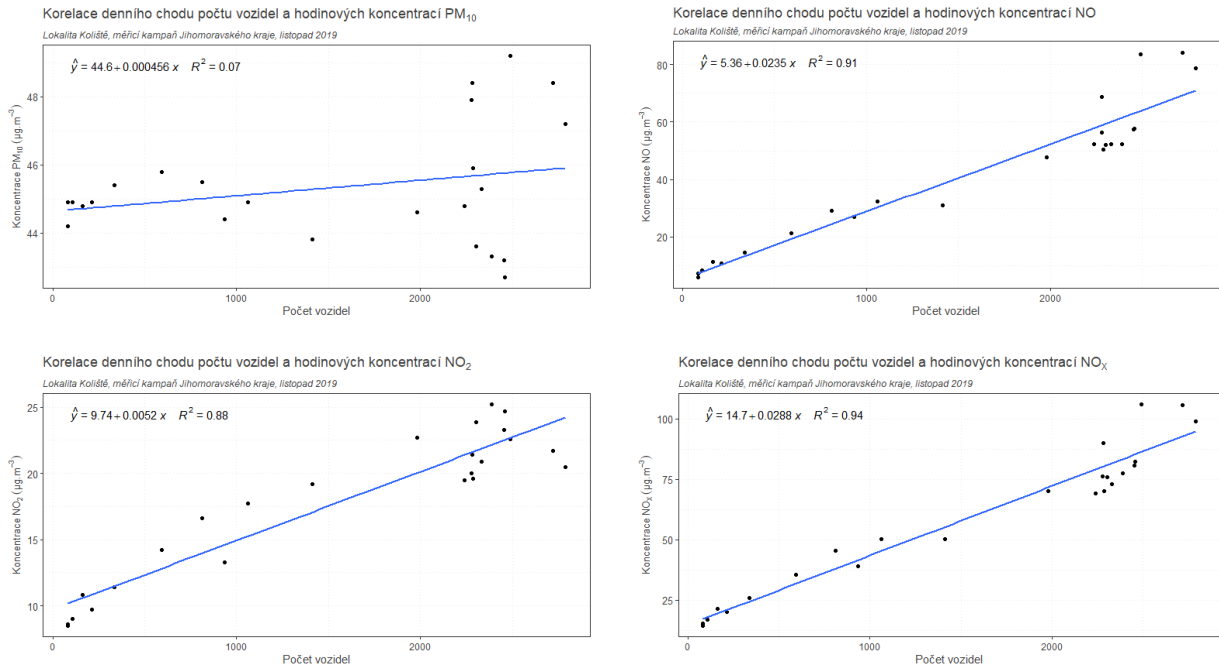 Korelace denního chodu počtu vozidel a hodinových koncentrací PM₁₀
Lokalita Koliště, měřicí kampaň Jihomoravského kraje, listopad 2019
ŷ = 44.6 + 0.000456 x R² = 0.07
Koncentrace PM₁₀ (µg.m⁻³)
48
46
44
0 1000 2000
Počet vozidel
Korelace denního chodu počtu vozidel a hodinových koncentrací NO
Lokalita Koliště, měřicí kampaň Jihomoravského kraje, listopad 2019
ŷ = 5.36 + 0.0235 x R² = 0.91
Koncentrace NO (µg.m⁻³)
80
60
40
20
0 1000 2000
Počet vozidel
Korelace denního chodu počtu vozidel a hodinových koncentrací NO₂
Lokalita Koliště, měřicí kampaň Jihomoravského kraje, listopad 2019
ŷ = 9.74 + 0.0052 x R² = 0.88
Koncentrace NO₂ (µg.m⁻³)
25
20
15
10
0 1000 2000
Počet vozidel
Korelace denního chodu počtu vozidel a hodinových koncentrací NOₓ
Lokalita Koliště, měřicí kampaň Jihomoravského kraje, listopad 2019
ŷ = 14.7 + 0.0288 x R² = 0.94
Koncentrace NOₓ (µg.m⁻³)
100
75
50
25
0 1000 2000
Počet vozidel